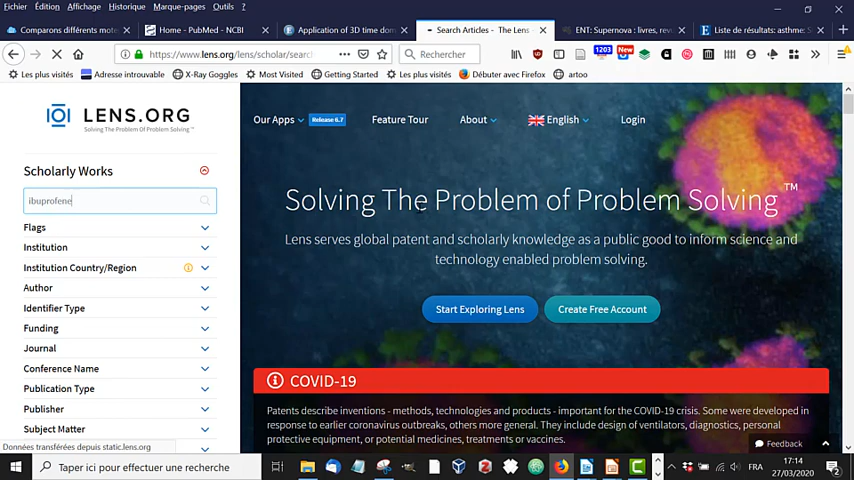 Fichier Édition Affichage Historique Marque-pages Outils ?
Comparons différents mote
Home - PubMed - NCBI
Application of 3D time dom
Search Articles - The Lens -
ENT: Supernova : livres, revu
Liste de résultats: asthme: S
https://www.lens.org/lens/scholar/searc
Rechercher
1203
New
Les plus visités
Adresse introuvable
X-Ray Goggles
Most Visited
Getting Started
Les plus visités
Débuter avec Firefox
artoo
LENS.ORG
Solving The Problem Of Problem Solving™
Our Apps
Release 6.7
Feature Tour
About
English
Login
Scholarly Works
ibuprofene
Flags
Institution
Institution Country/Region
Author
Identifier Type
Funding
Journal
Conference Name
Publication Type
Publisher
Subject Matter
Solving The Problem of Problem Solving™
Lens serves global patent and scholarly knowledge as a public good to inform science and
technology enabled problem solving.
Start Exploring Lens
Create Free Account
COVID-19
Patents describe inventions - methods, technologies and products - important for the COVID-19 crisis. Some were developed in
response to earlier coronavirus outbreaks, others more general. They include design of ventilators, diagnostics, personal
protective equipment, or potential medicines, treatments or vaccines.
Feedback
Données transférées depuis static.lens.org
Taper ici pour effectuer une recherche
FRA
17:14
27/03/2020
2